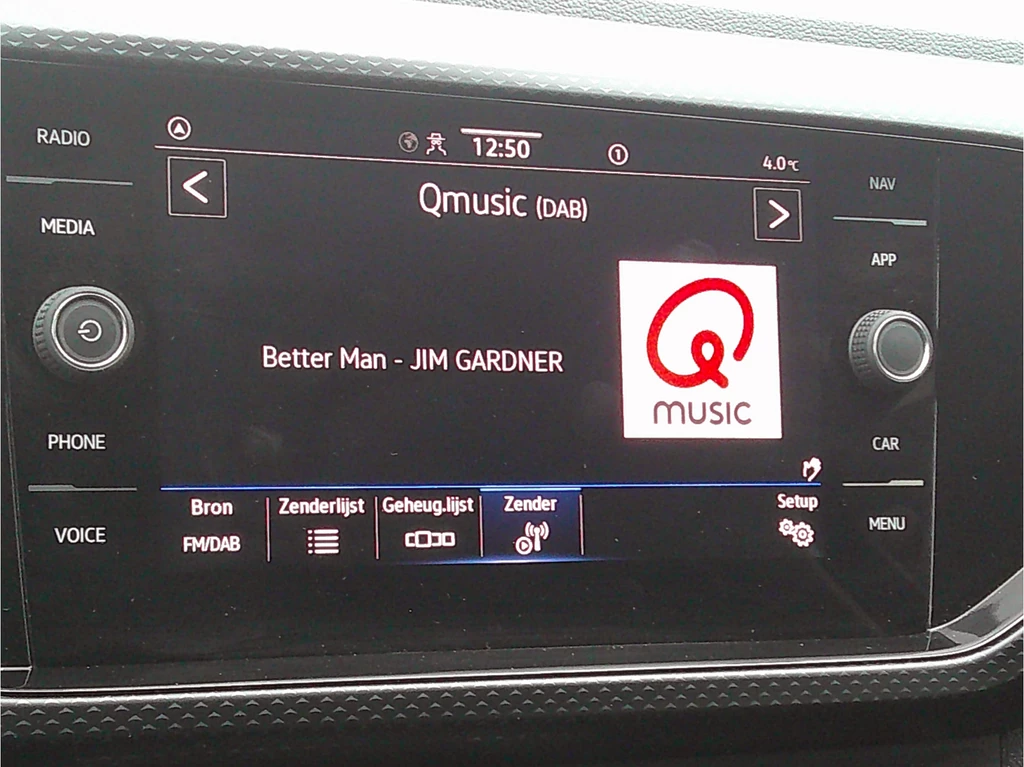 RADIO
MEDIA
PHONE
VOICE
12:50
1
4.0°C
Qmusic (DAB)
Better Man - JIM GARDNER
Q
MUSIC
Bron
FM/DAB
Zenderlijst
Geheug.lijst
Zender
Setup
NAV
APP
CAR
MENU